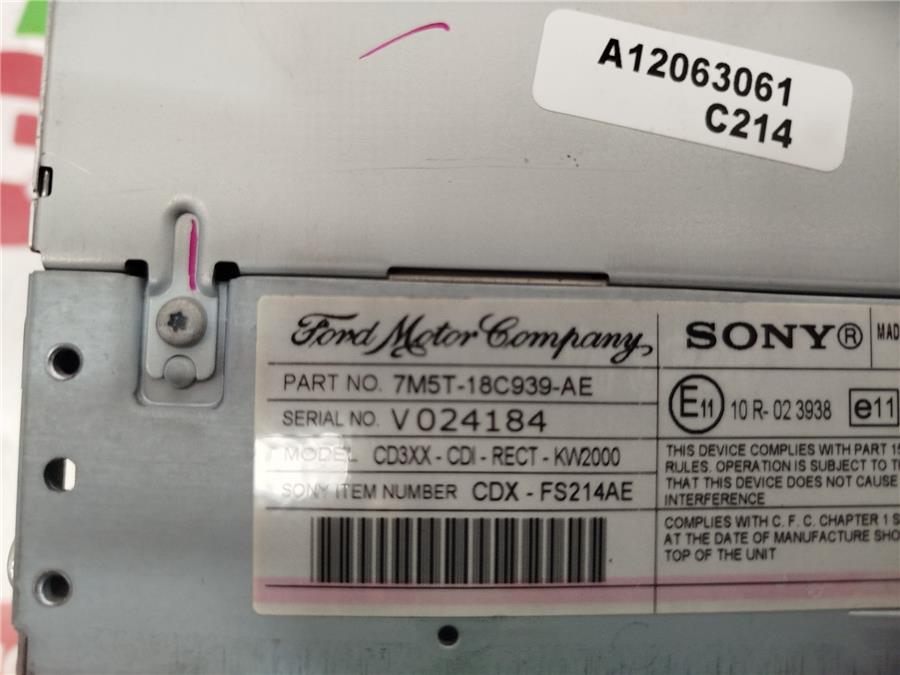 A12063061
C214
Ford Motor Company,
SONY®
MAD
PART NO. 7M5T-18C939-AE
SERIAL NO. V024184
MODEL CD3XX - CDI - RECT - KW2000
SONY ITEM NUMBER CDX - FS214AE
E11 10 R- 02 3938 e11
THIS DEVICE COMPLIES WITH PART 15
RULES. OPERATION IS SUBJECT TO
THAT THIS DEVICE DOES NOT CAUSE
INTERFERENCE
COMPLIES WITH C. F. C. CHAPTER 1 S
AT THE DATE OF MANUFACTURE SHO
TOP OF THE UNIT